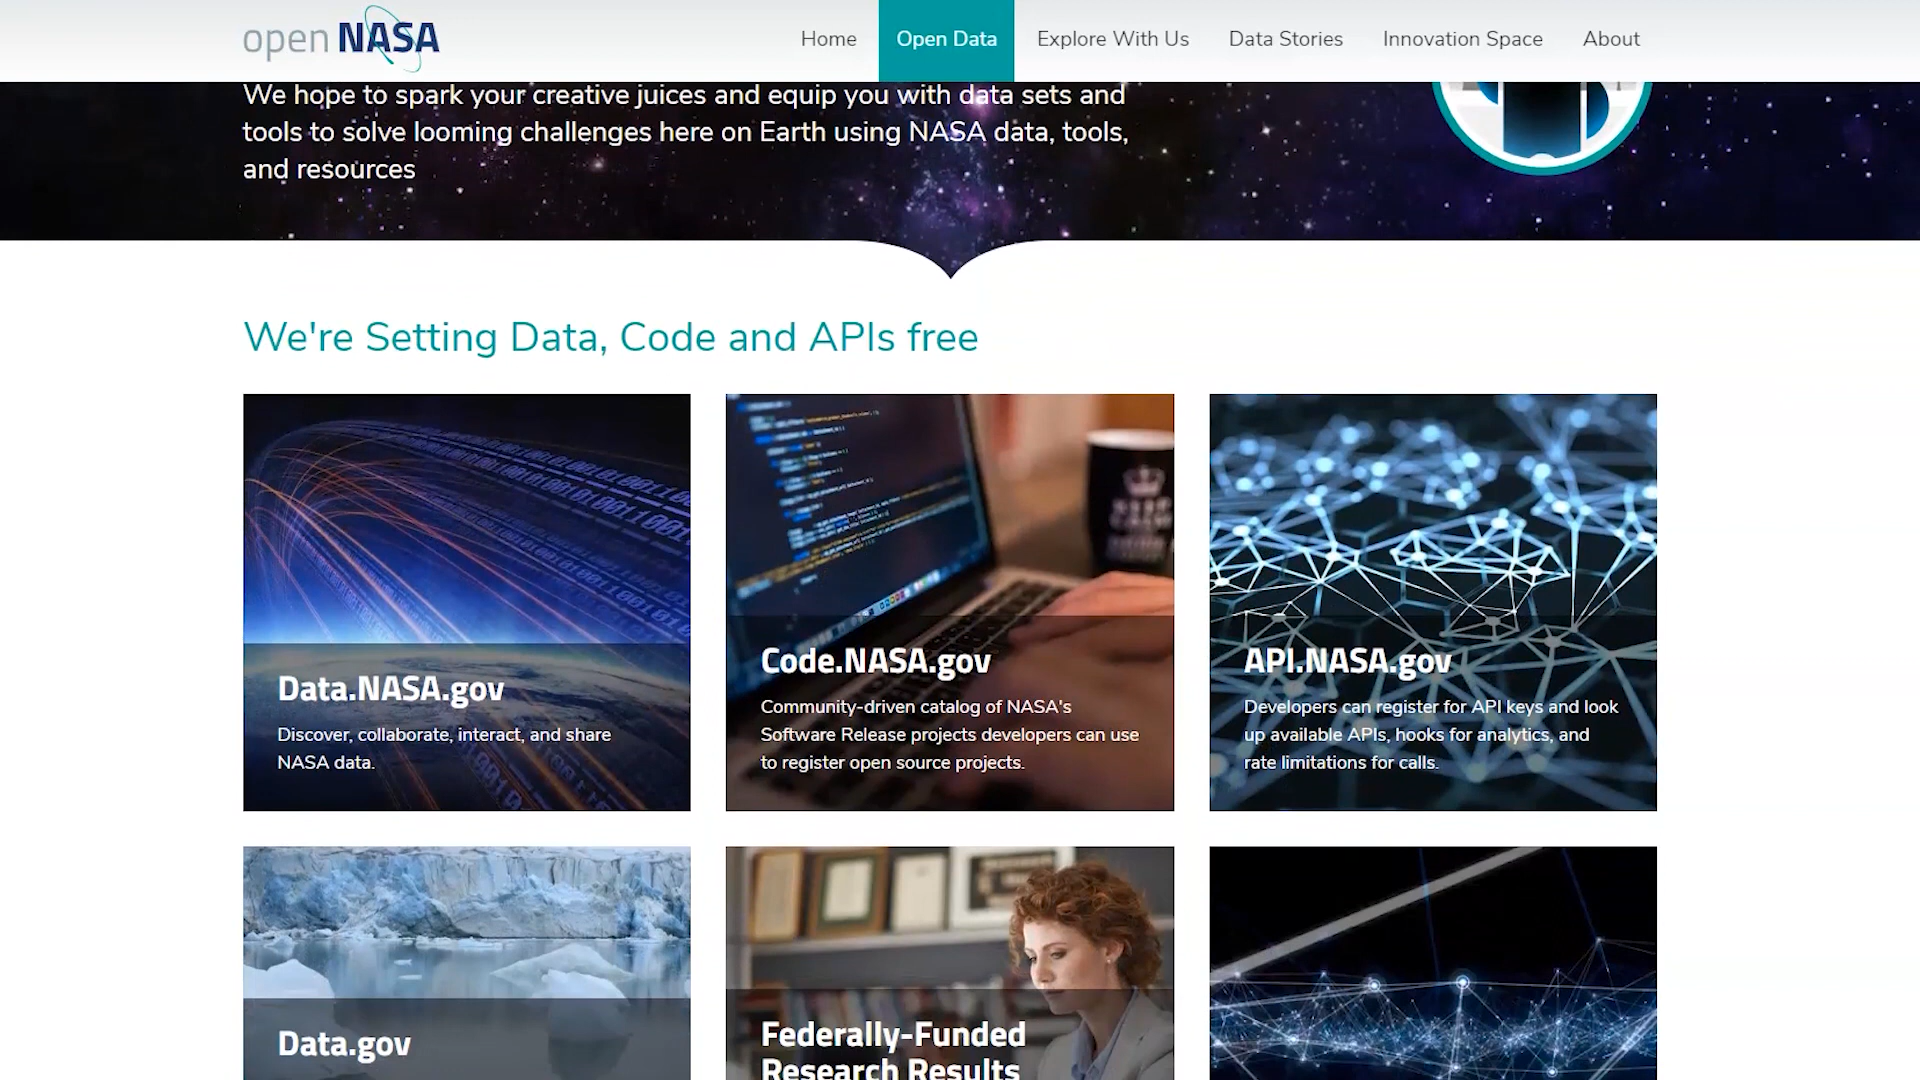 open NASA
Home
Open Data
Explore With Us
Data Stories
Innovation Space
About
We hope to spark your creative juices and equip you with data sets and
tools to solve looming challenges here on Earth using NASA data, tools,
and resources
We're Setting Data, Code and APIs free
Data.NASA.gov
Discover, collaborate, interact, and share
NASA data.
Code.NASA.gov
Community-driven catalog of NASA's
Software Release projects developers can use
to register open source projects.
API.NASA.gov
Developers can register for API keys and look
up available APIs, hooks for analytics, and
rate limitations for calls.
Data.gov
Federally-Funded
Research Results